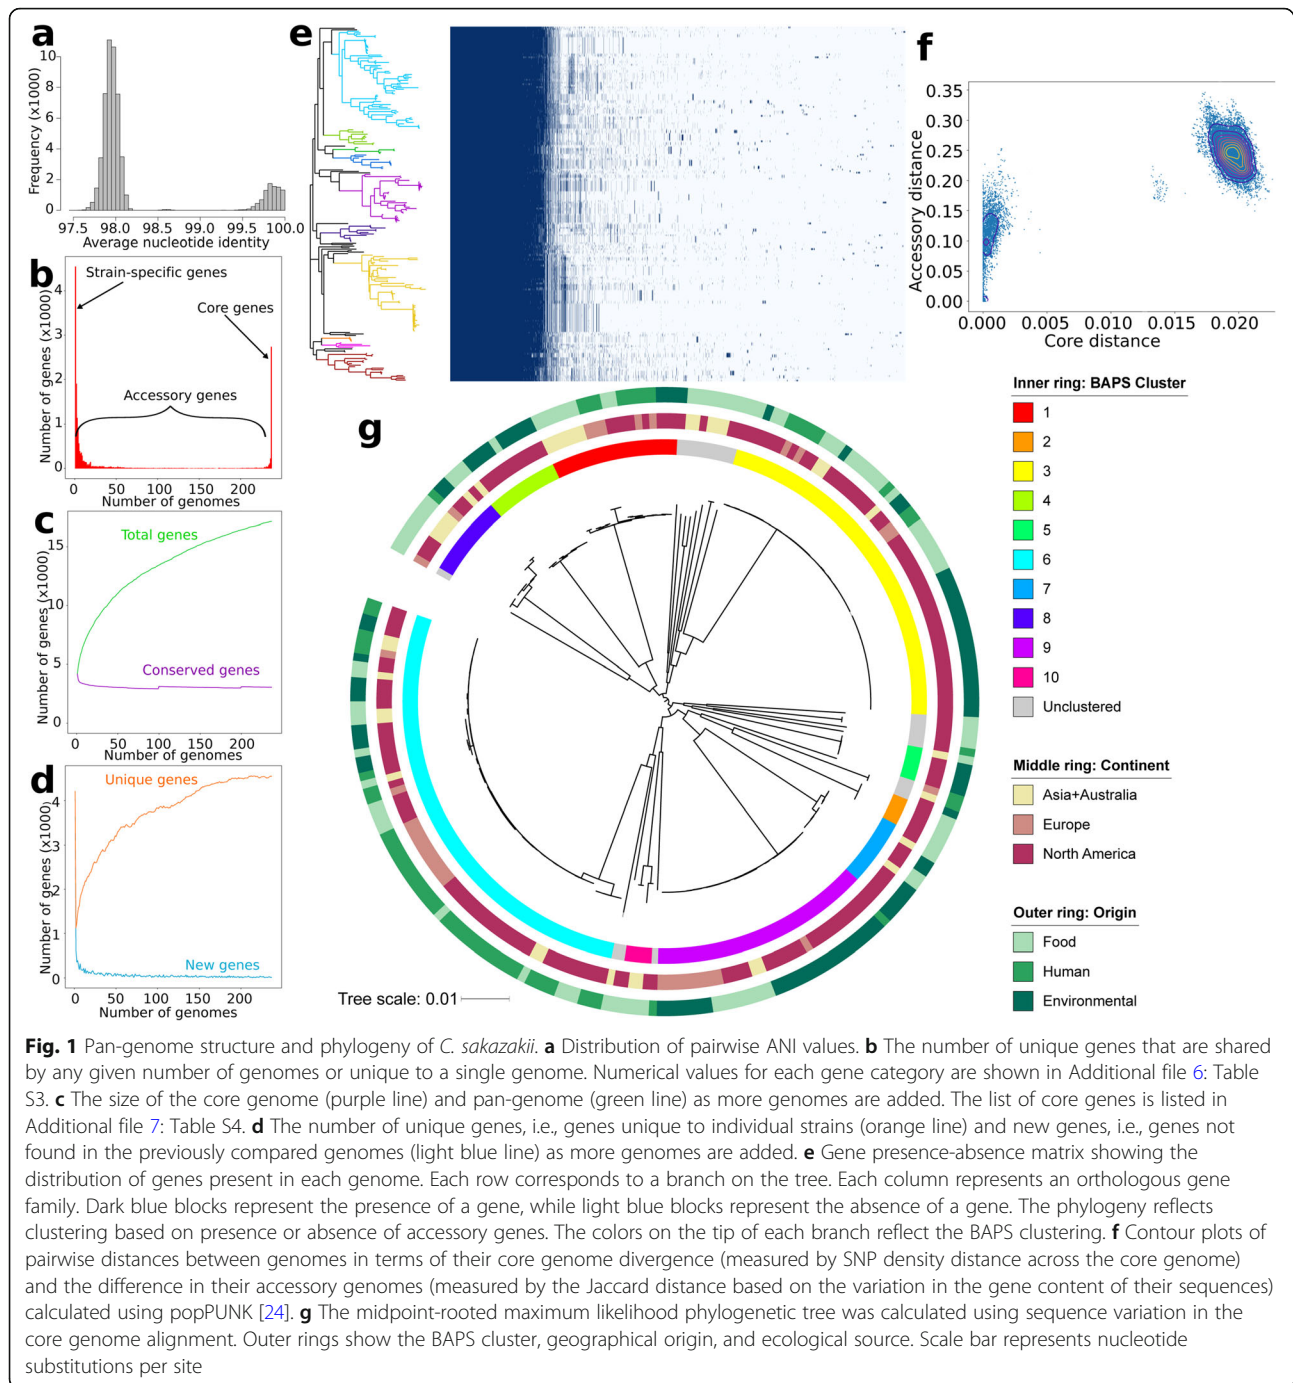 a
Frequency (x1000)
10
8
6
4
2
0
97.5 98.0 98.5 99.0 99.5 100.0
Average nucleotide identity
b
Number of genes (x1000)
4
3
2
1
0
Strain-specific genes
Core genes
Accessory genes
0 50 100 150 200
Number of genomes
c
Number of genes (x1000)
15
10
5
0
Total genes
Conserved genes
0 50 100 150 200
Number of genomes
d
Number of genes (x1000)
4
3
2
1
0
Unique genes
New genes
0 50 100 150 200
Number of genomes
e
f
Accessory distance
0.35
0.30
0.25
0.20
0.15
0.10
0.05
0.00
0.000 0.005 0.010 0.015 0.020
Core distance
g
Tree scale: 0.01
Inner ring: BAPS Cluster
1
2
3
4
5
6
7
8
9
10
Unclustered
Middle ring: Continent
Asia+Australia
Europe
North America
Outer ring: Origin
Food
Human
Environmental
Fig. 1 Pan-genome structure and phylogeny of C. sakazakii. a Distribution of pairwise ANI values. b The number of unique genes that are shared
by any given number of genomes or unique to a single genome. Numerical values for each gene category are shown in Additional file 6: Table
S3. c The size of the core genome (purple line) and pan-genome (green line) as more genomes are added. The list of core genes is listed in
Additional file 7: Table S4. d The number of unique genes, i.e., genes unique to individual strains (orange line) and new genes, i.e., genes not
found in the previously compared genomes (light blue line) as more genomes are added. e Gene presence-absence matrix showing the
distribution of genes present in each genome. Each row corresponds to a branch on the tree. Each column represents an orthologous gene
family. Dark blue blocks represent the presence of a gene, while light blue blocks represent the absence of a gene. The phylogeny reflects
clustering based on presence or absence of accessory genes. The colors on the tip of each branch reflect the BAPS clustering. f Contour plots of
pairwise distances between genomes in terms of their core genome divergence (measured by SNP density distance across the core genome)
and the difference in their accessory genomes (measured by the Jaccard distance based on the variation in the gene content of their sequences)
calculated using popPUNK [24]. g The midpoint-rooted maximum likelihood phylogenetic tree was calculated using sequence variation in the
core genome alignment. Outer rings show the BAPS cluster, geographical origin, and ecological source. Scale bar represents nucleotide
substitutions per site